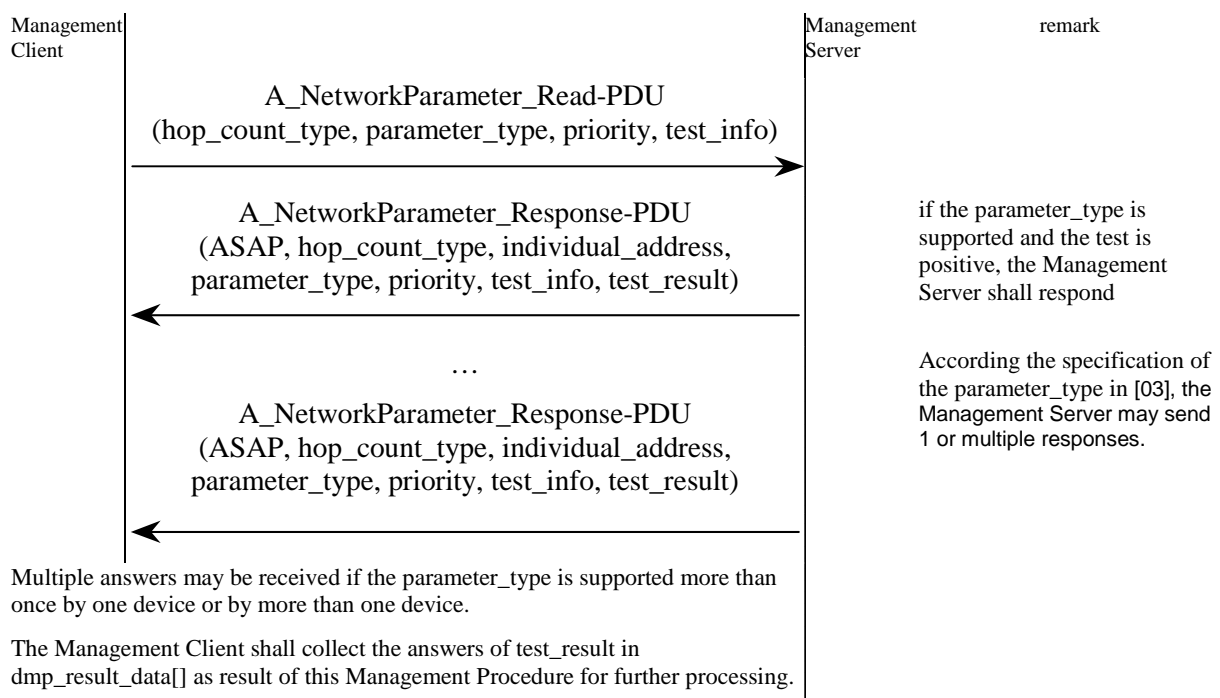 Management
Client
Management
Server
remark
A_NetworkParameter_Read-PDU
(hop_count_type, parameter_type, priority, test_info)
A_NetworkParameter_Response-PDU
(ASAP, hop_count_type, individual_address,
parameter_type, priority, test_info, test_result)
if the parameter_type is
supported and the test is
positive, the Management
Server shall respond
…
A_NetworkParameter_Response-PDU
(ASAP, hop_count_type, individual_address,
parameter_type, priority, test_info, test_result)
According the specification of
the parameter_type in [03], the
Management Server may send
1 or multiple responses.
Multiple answers may be received if the parameter_type is supported more than
once by one device or by more than one device.
The Management Client shall collect the answers of test_result in
dmp_result_data[] as result of this Management Procedure for further processing.